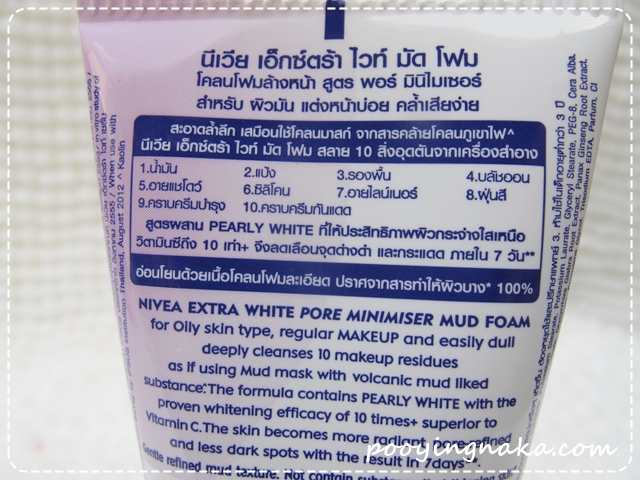 นีเวีย เอ็กซ์ตร้า ไวท์ มัด โฟม
โคลนโฟมล้างหน้า สูตร พอร์ มินิไมเซอร์
สำหรับ ผิวมัน แต่งหน้าบ่อย คล้ำเสียง่าย
สะอาดล้ำลึก เสมือนใช้โคลนมาสก์ จากสารคล้ายโคลนภูเขาไฟ^
นีเวีย เอ็กซ์ตร้า ไวท์ มัด โฟม สลาย 10 สิ่งอุดตันจากเครื่องสำอาง
1.น้ำมัน 2.แป้ง 3.รองพื้น 4.บลัชออน
5.อายแชโดว์ 6.ซิลิโคน 7.อายไลน์เนอร์ 8.ฝุ่นสี
9.คราบครีมบำรุง 10.คราบครีมกันแดด
สูตรผสาน PEARLY WHITE ที่ให้ประสิทธิภาพผิวกระจ่างใสเหนือ
วิตามินซีถึง 10 เท่า+ จึงลดเลือนจุดด่างดำ และกระแดด ภายใน 7 วัน**
อ่อนโยนด้วยเนื้อโคลนโฟมละเอียด ปราศจากสารทำให้ผิวบาง* 100%
NIVEA EXTRA WHITE PORE MINIMISER MUD FOAM
for Oily skin type, regular MAKEUP and easily dull
deeply cleanses 10 makeup residues
as if using Mud mask with volcanic mud liked
substance^.The formula contains PEARLY WHITE with the
proven whitening efficacy of 10 times+ superior to
Vitamin C.The skin becomes more radiant, pore refined
and less dark spots with the result in 7days**.
Gentle refined mud texture. Not contain
pooyingnaka.com